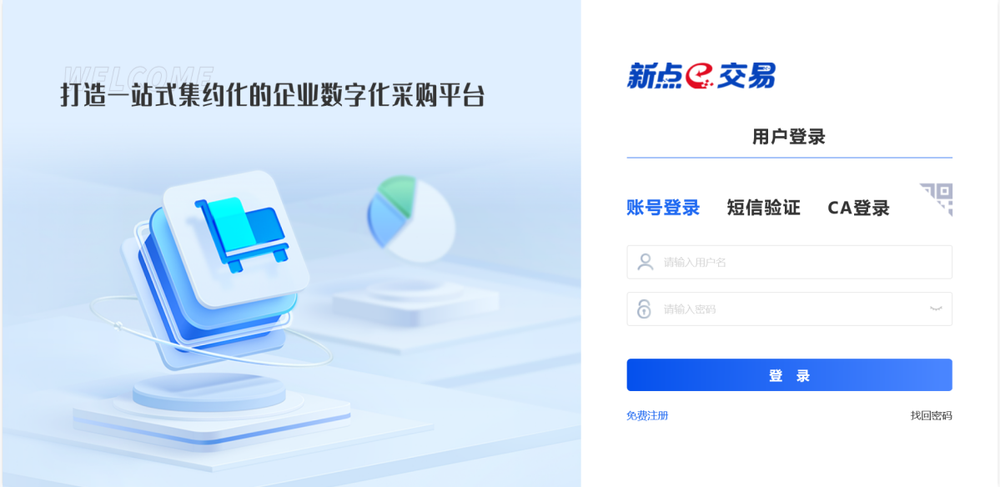 WELCOME
打造一站式集约化的企业数字化采购平台
新点e交易
用户登录
账号登录 短信验证 CA登录
请输入用户名
请输入密码
登 录
免费注册 找回密码